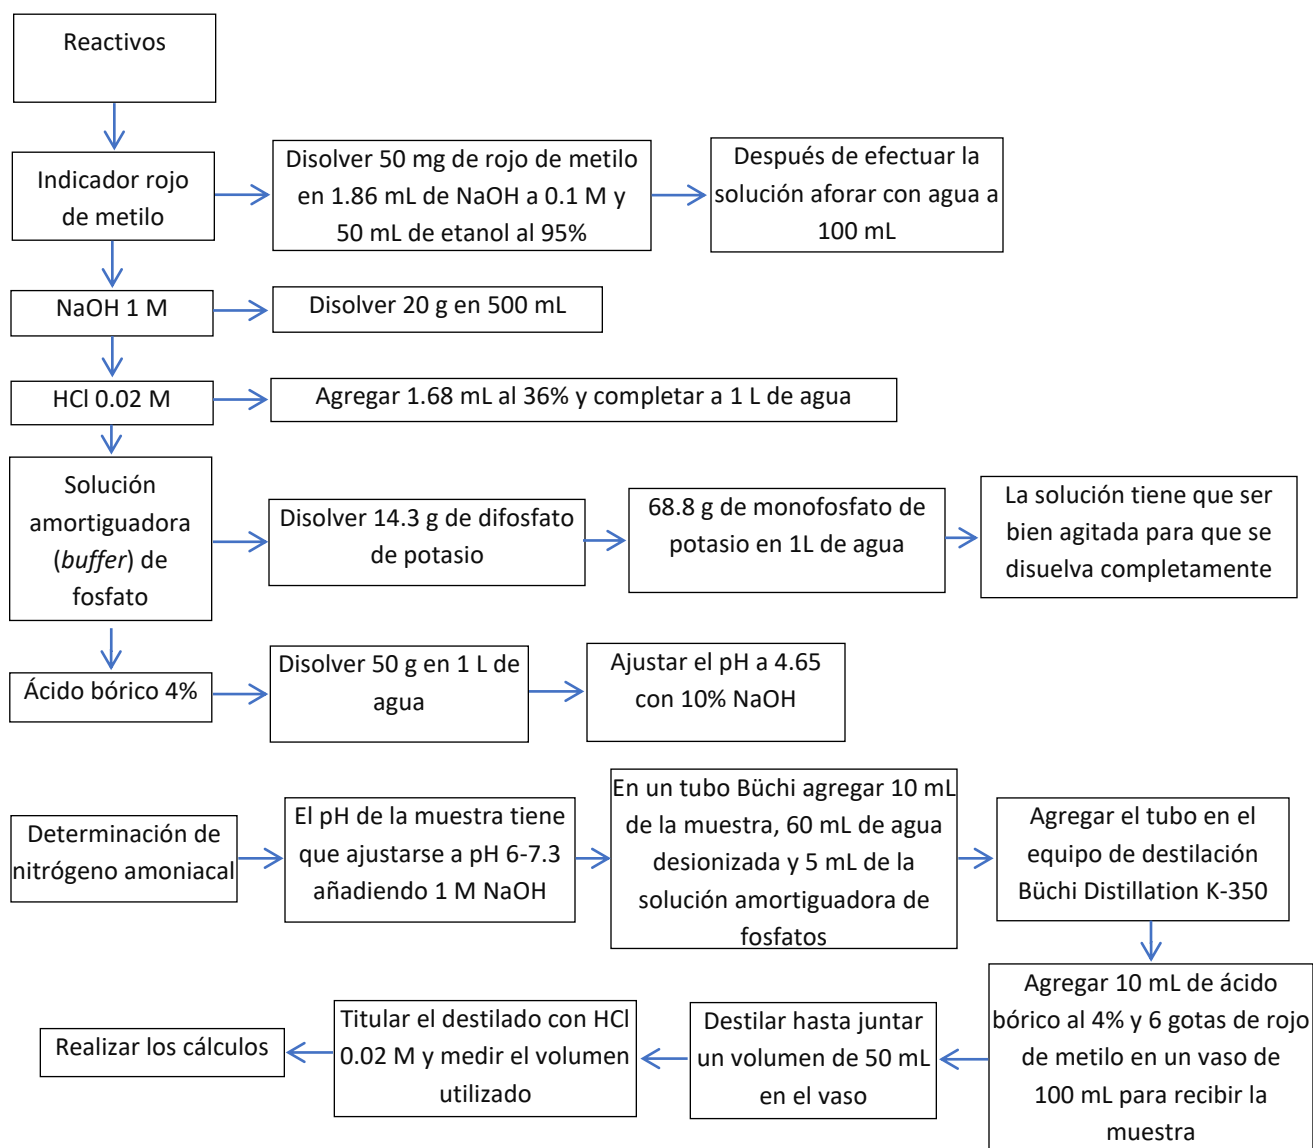 Reactivos
Indicador rojo
de metilo
Disolver 50 mg de rojo de metilo
en 1.86 mL de NaOH a 0.1 M y
50 mL de etanol al 95%
Después de efectuar la
solución aforar con agua a
100 mL
NaOH 1 M
Disolver 20 g en 500 mL
HCl 0.02 M
Agregar 1.68 mL al 36% y completar a 1 L de agua
Solución
amortiguadora
(buffer) de
fosfato
Disolver 14.3 g de difosfato
de potasio
68.8 g de monofosfato de
potasio en 1L de agua
La solución tiene que ser
bien agitada para que se
disuelva completamente
Ácido bórico 4%
Disolver 50 g en 1 L de
agua
Ajustar el pH a 4.65
con 10% NaOH
Determinación de
nitrógeno amoniacal
El pH de la muestra tiene
que ajustarse a pH 6-7.3
añadiendo 1 M NaOH
En un tubo Büchi agregar 10 mL
de la muestra, 60 mL de agua
desionizada y 5 mL de la
solución amortiguadora de
fosfatos
Agregar el tubo en el
equipo de destilación
Büchi Distillation K-350
Agregar 10 mL de ácido
bórico al 4% y 6 gotas de rojo
de metilo en un vaso de
100 mL para recibir la
muestra
Destilar hasta juntar
un volumen de 50 mL
en el vaso
Titular el destilado con HCl
0.02 M y medir el volumen
utilizado
Realizar los cálculos